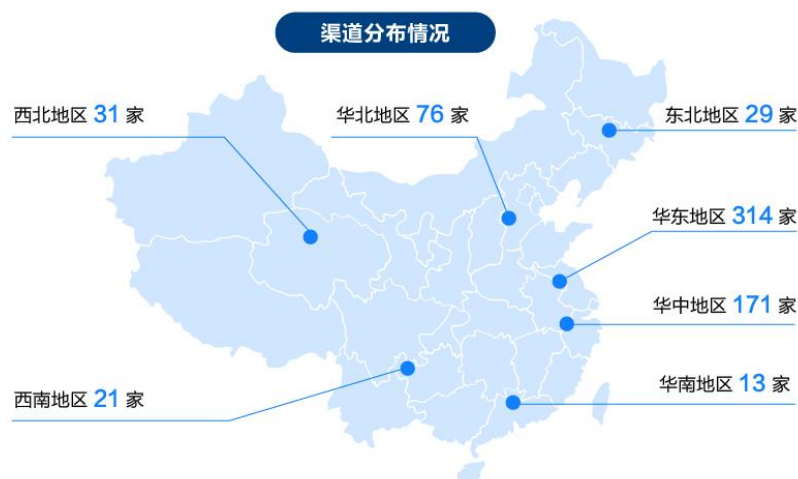 渠道分布情况
西北地区 31 家
华北地区 76 家
东北地区 29 家
华东地区 314 家
华中地区 171 家
西南地区 21 家
华南地区 13 家